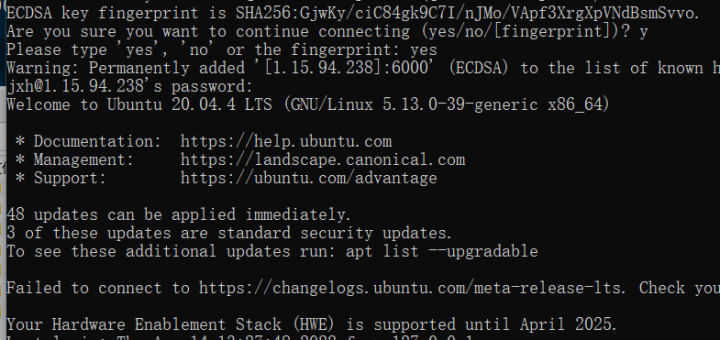 ECDSA key fingerprint is SHA256:GjwKy/ciC84gk9C7I/nJMo/VApf3XrgXpVNdBsmSvvo.
Are you sure you want to continue connecting (yes/no/[fingerprint])? y
Please type 'yes', 'no' or the fingerprint: yes
Warning: Permanently added '[1.15.94.238]:6000' (ECDSA) to the list of known h
jxh@1.15.94.238's password:
Welcome to Ubuntu 20.04.4 LTS (GNU/Linux 5.13.0-39-generic x86_64)
* Documentation:  https://help.ubuntu.com
* Management:     https://landscape.canonical.com
* Support:        https://ubuntu.com/advantage
48 updates can be applied immediately.
3 of these updates are standard security updates.
To see these additional updates run: apt list --upgradable
Failed to connect to https://changelogs.ubuntu.com/meta-release-lts. Check you
Your Hardware Enablement Stack (HWE) is supported until April 2025.